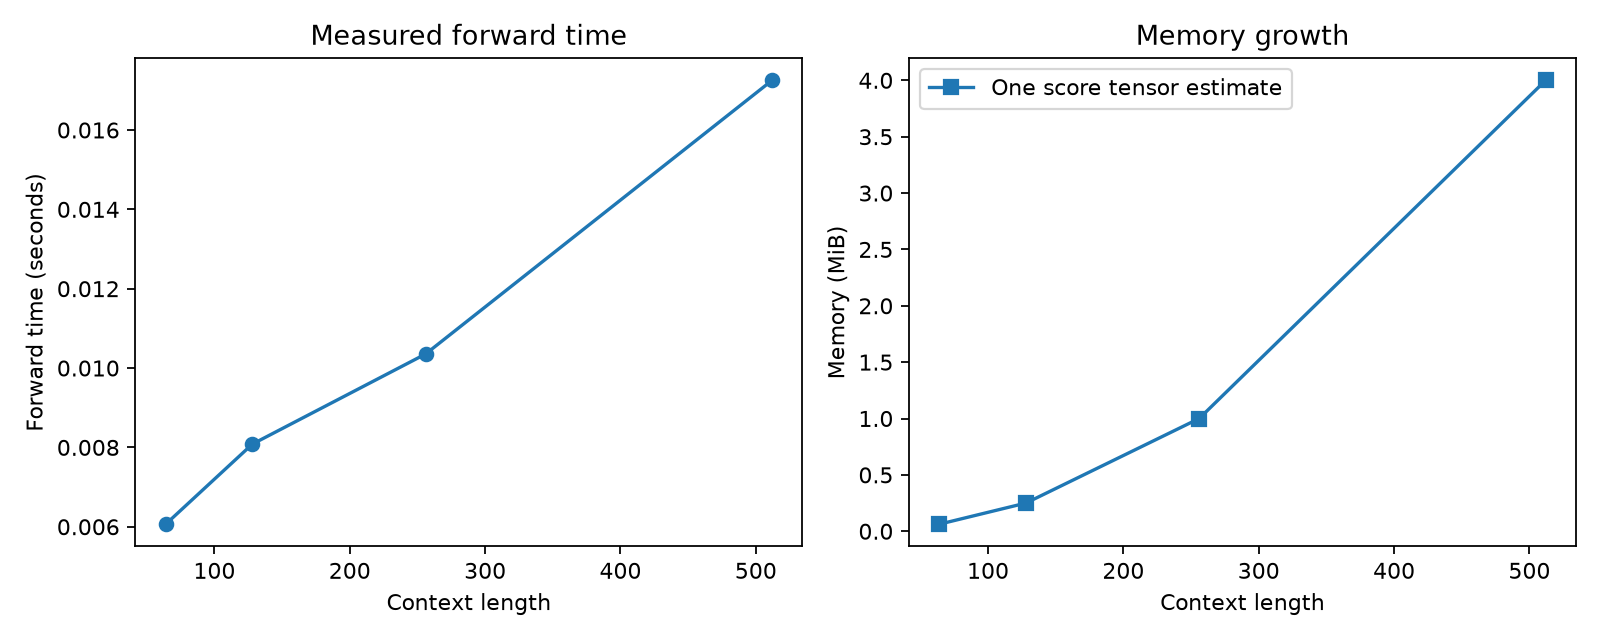 Measured forward time
0.016
0.014
0.012
0.010
0.008
0.006
Forward time (seconds)
100 200 300 400 500
Context length
Memory growth
One score tensor estimate
4.0
3.5
3.0
2.5
2.0
1.5
1.0
0.5
0.0
Memory (MiB)
100 200 300 400 500
Context length